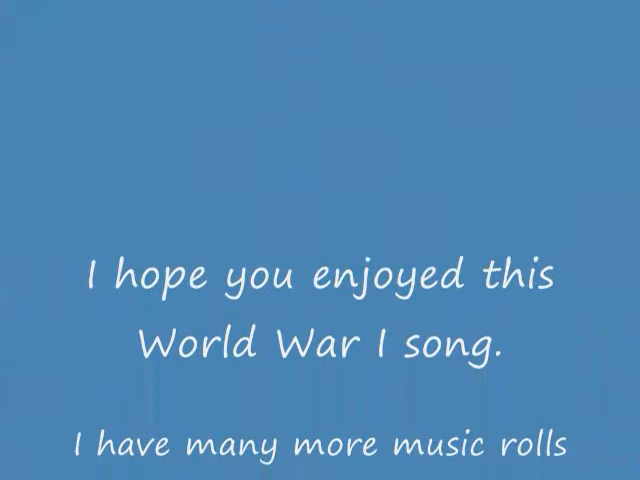 I hope you enjoyed this
World War I song.
I have many more music rolls